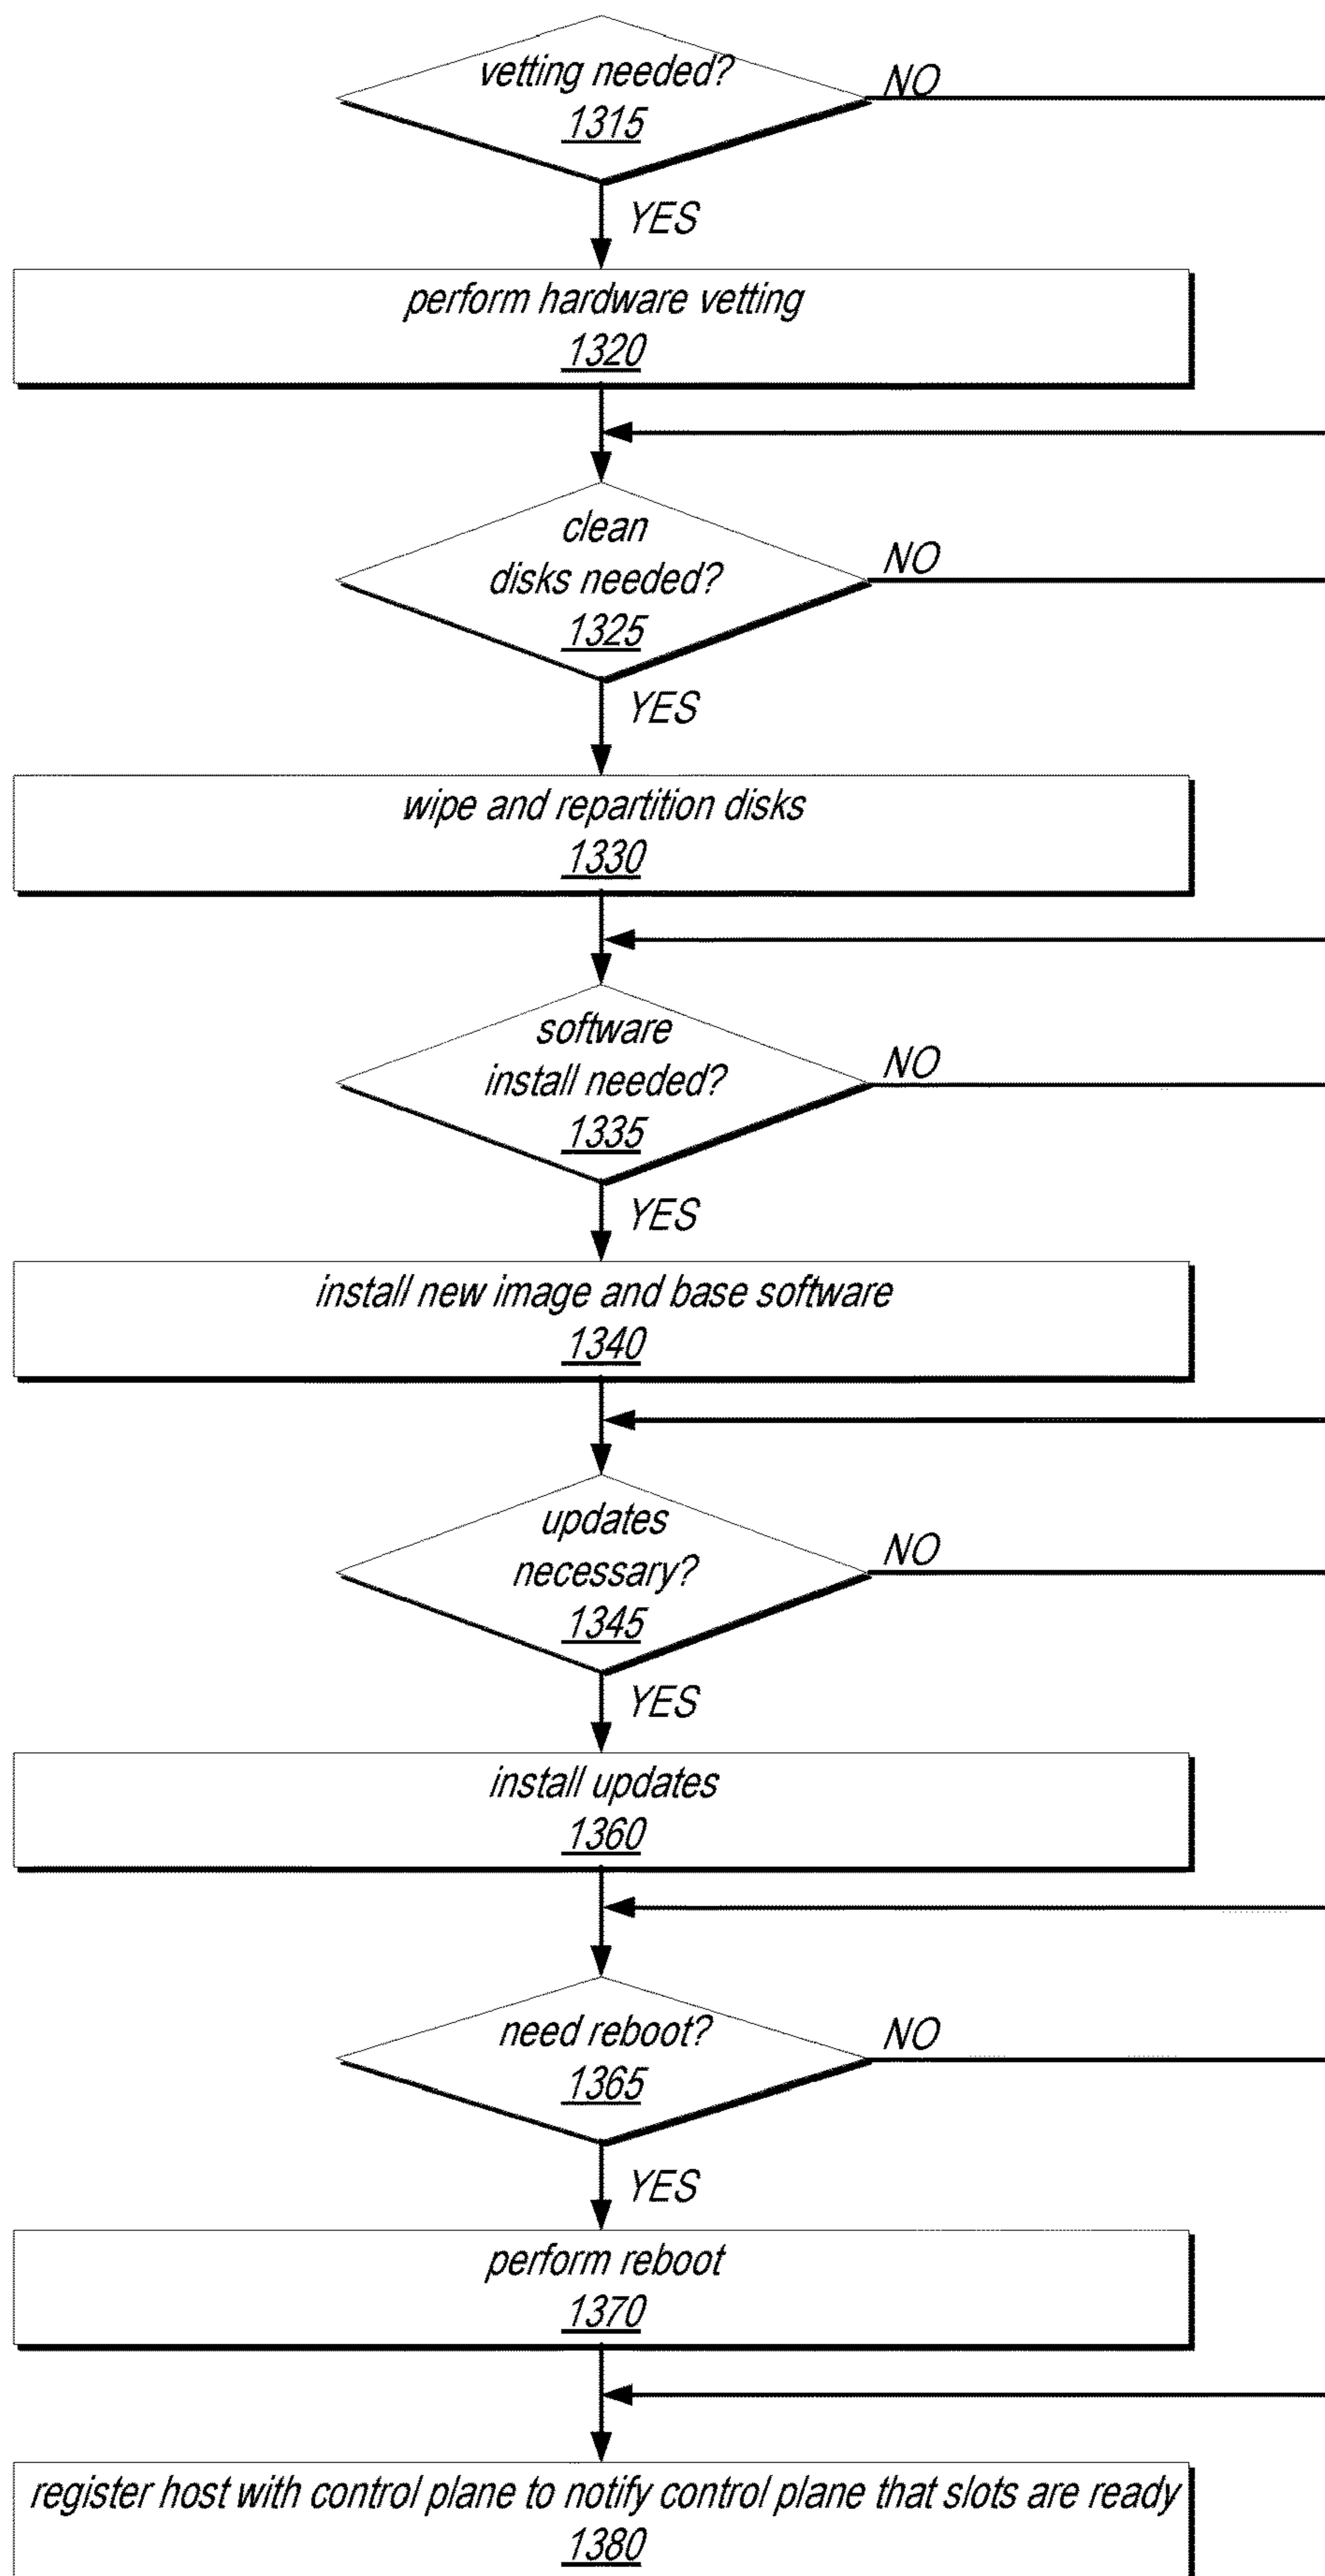 vetting needed?
NO
1315
YES
perform hardware vetting
1320
clean
disks needed?
NO
1325
YES
wipe and repartition disks
1330
software
install needed?
NO
1335
YES
install new image and base software
1340
updates
necessary?
NO
1345
YES
install updates
1360
need reboot?
NO
1365
YES
perform reboot
1370
register host with control plane to notify control plane that slots are ready
1380